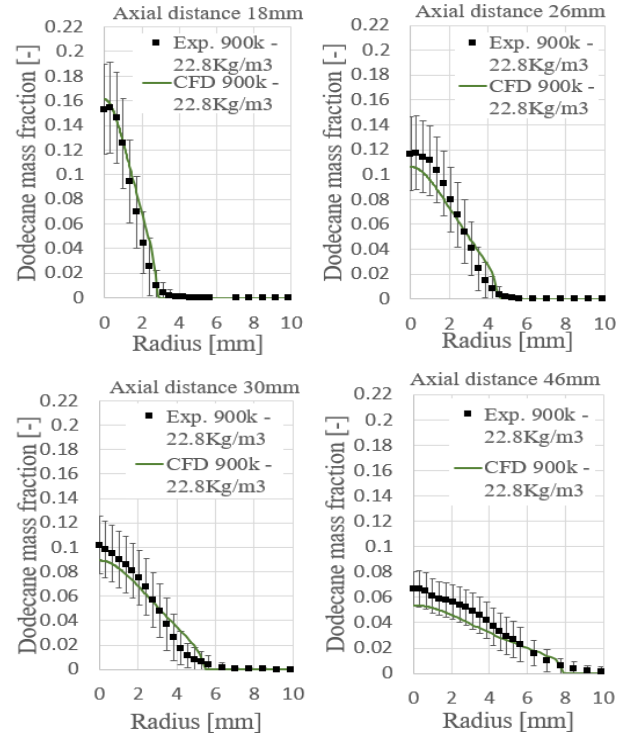 Axial distance 18mm
Dodecane mass fraction [-]
0.22
0.2
0.18
0.16
0.14
0.12
0.1
0.08
0.06
0.04
0.02
0
Exp. 900k -
22.8Kg/m3
CFD 900k -
22.8Kg/m3
0 2 4 6 8 10
Radius [mm]
Axial distance 26mm
Dodecane mass fraction [-]
0.22
0.2
0.18
0.16
0.14
0.12
0.1
0.08
0.06
0.04
0.02
0
Exp. 900k -
22.8Kg/m3
CFD 900k -
22.8Kg/m3
0 2 4 6 8 10
Radius [mm]
Axial distance 30mm
Dodecane mass fraction [-]
0.22
0.2
0.18
0.16
0.14
0.12
0.1
0.08
0.06
0.04
0.02
0
Exp. 900k -
22.8Kg/m3
CFD 900k -
22.8Kg/m3
0 2 4 6 8 10
Radius [mm]
Axial distance 46mm
Dodecane mass fraction [-]
0.22
0.2
0.18
0.16
0.14
0.12
0.1
0.08
0.06
0.04
0.02
0
Exp. 900k -
22.8Kg/m3
CFD 900k -
22.8Kg/m3
0 2 4 6 8 10
Radius [mm]